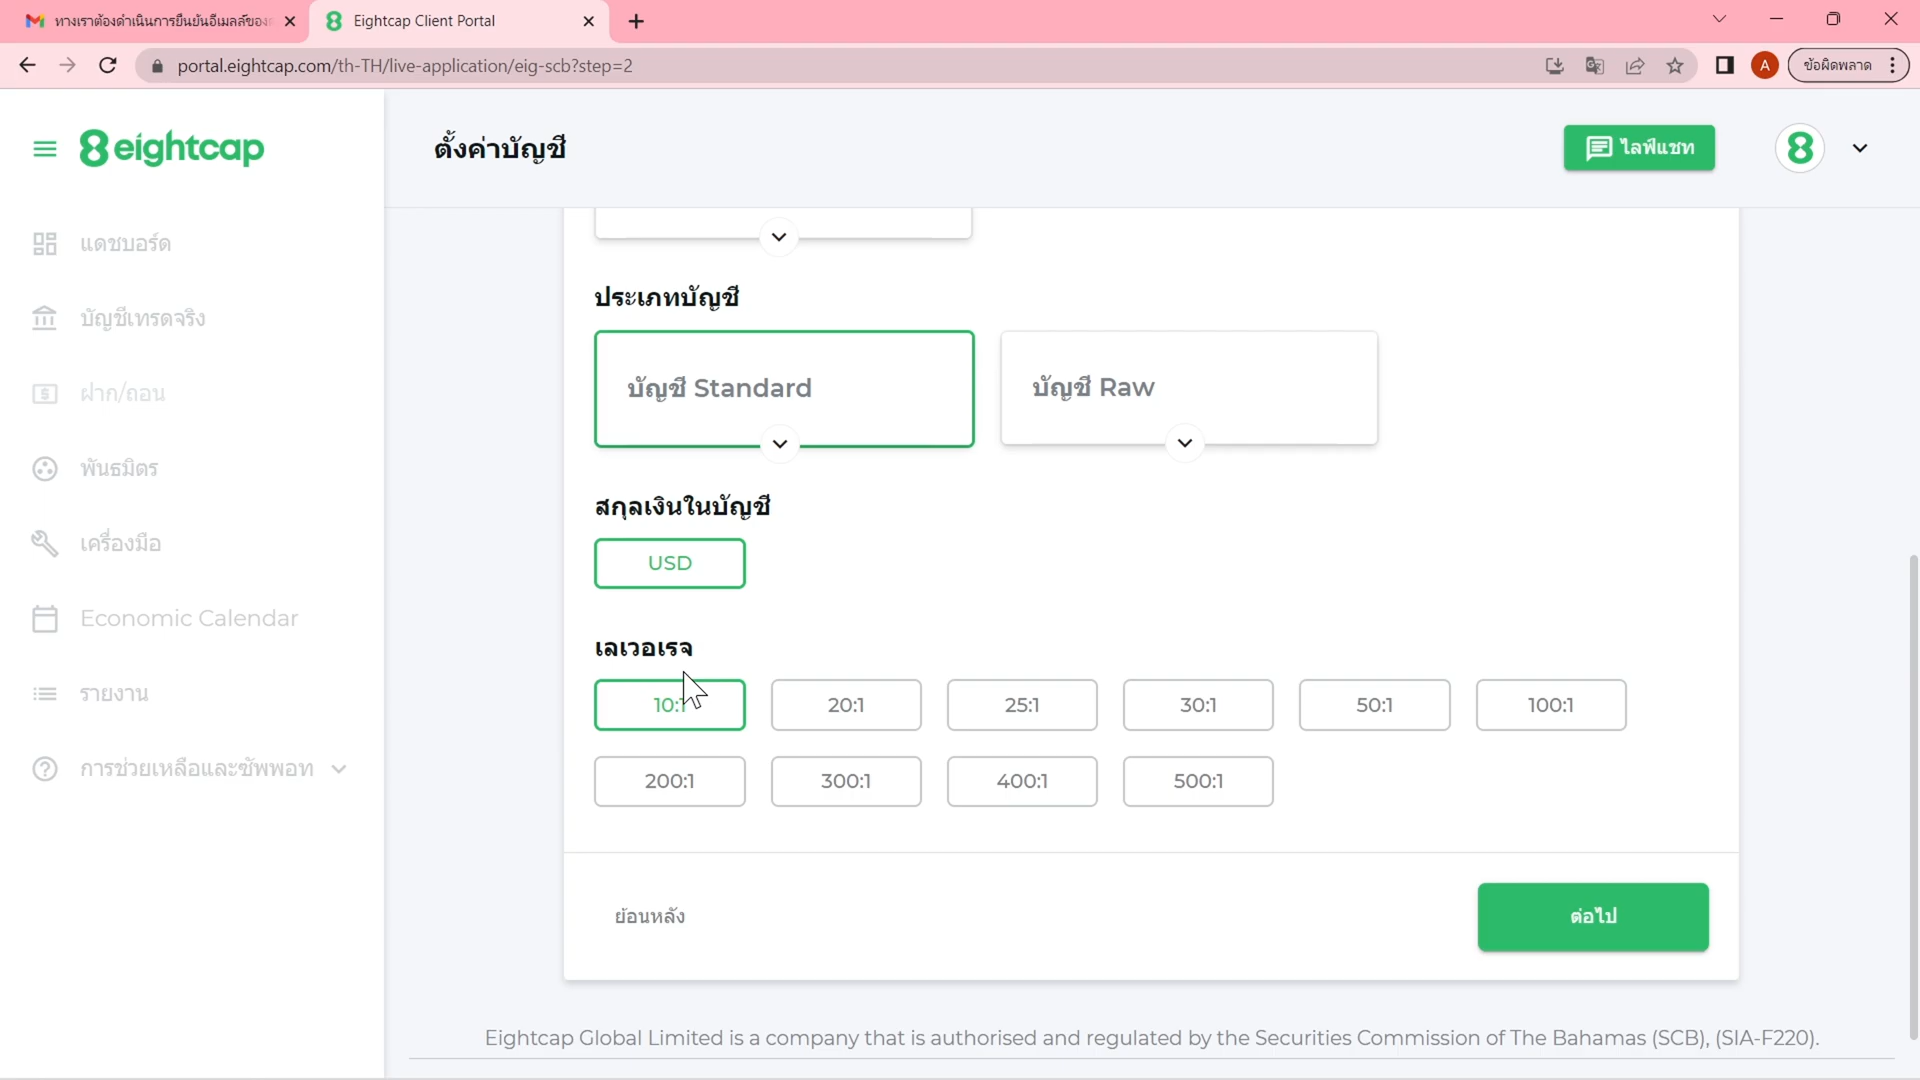 ทางเราต้องดำเนินการยืนยันอีเมลล์ของ
Eightcap Client Portal
portal.eightcap.com/th-TH/live-application/eig-scb?step=2
A
ข้อผิดพลาด
8 eightcap
ตั้งค่าบัญชี
ไลฟ์แชท
8
แดชบอร์ด
บัญชีเทรดจริง
ฝาก/ถอน
พันธมิตร
เครื่องมือ
Economic Calendar
รายงาน
การช่วยเหลือและซัพพอท
ประเภทบัญชี
บัญชี Standard
บัญชี Raw
สกุลเงินในบัญชี
USD
เลเวอเรจ
10:1
20:1
25:1
30:1
50:1
100:1
200:1
300:1
400:1
500:1
ย้อนหลัง
ต่อไป
Eightcap Global Limited is a company that is authorised and regulated by the Securities Commission of The Bahamas (SCB), (SIA-F220).